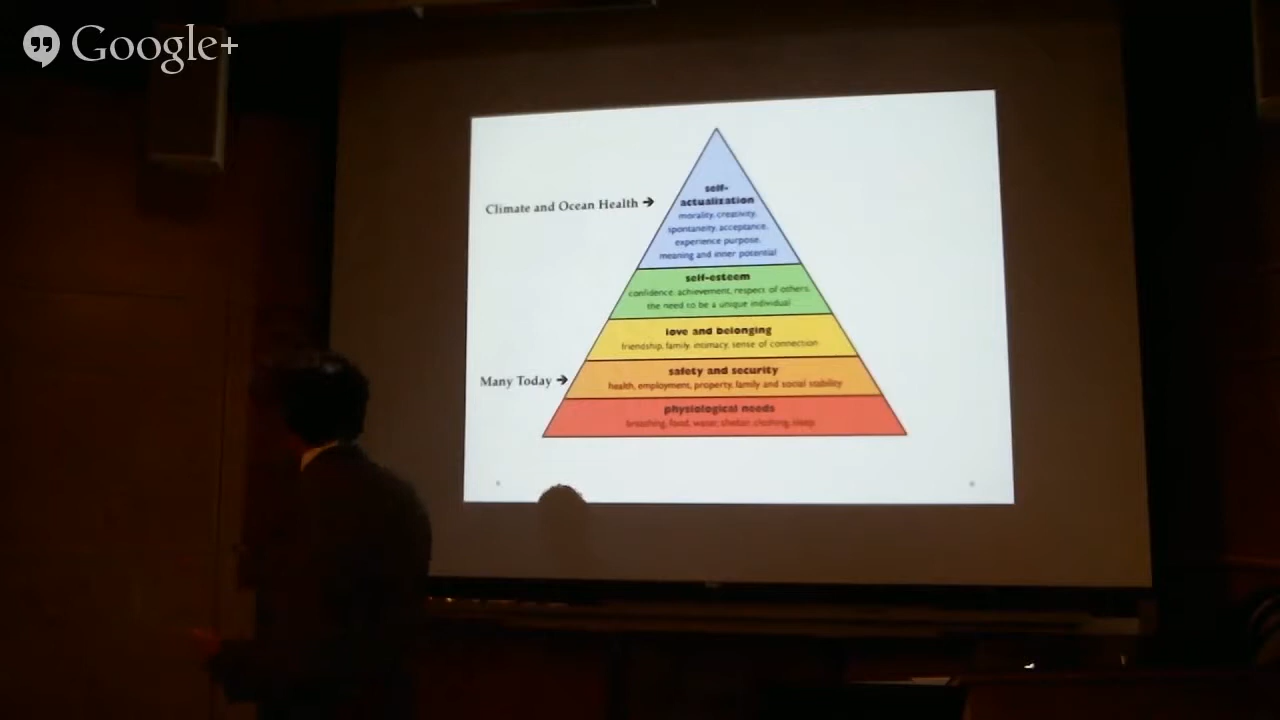 Google+
Climate and Ocean Health →
self-
actualization
morality, creativity,
spontaneity, acceptance,
experience purpose,
meaning and inner potential
self-esteem
confidence, achievement, respect of others,
the need to be a unique individual
love and belonging
friendship, family, intimacy, sense of connection
Many Today →
safety and security
health, employment, property, family and social stability
physiological needs
breathing, food, water, shelter, clothing, sleep